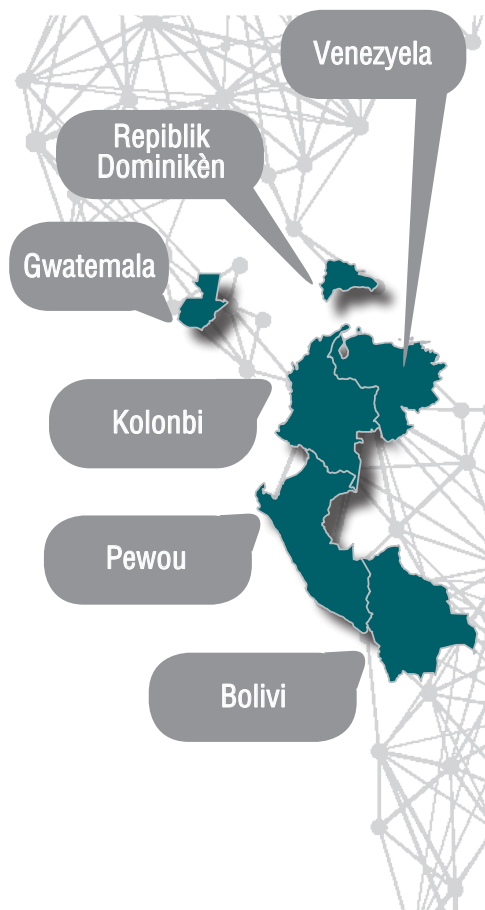 Venezyela
Repiblik
Dominikèn
Gwatemala
Kolonbi
Pewou
Bolivi